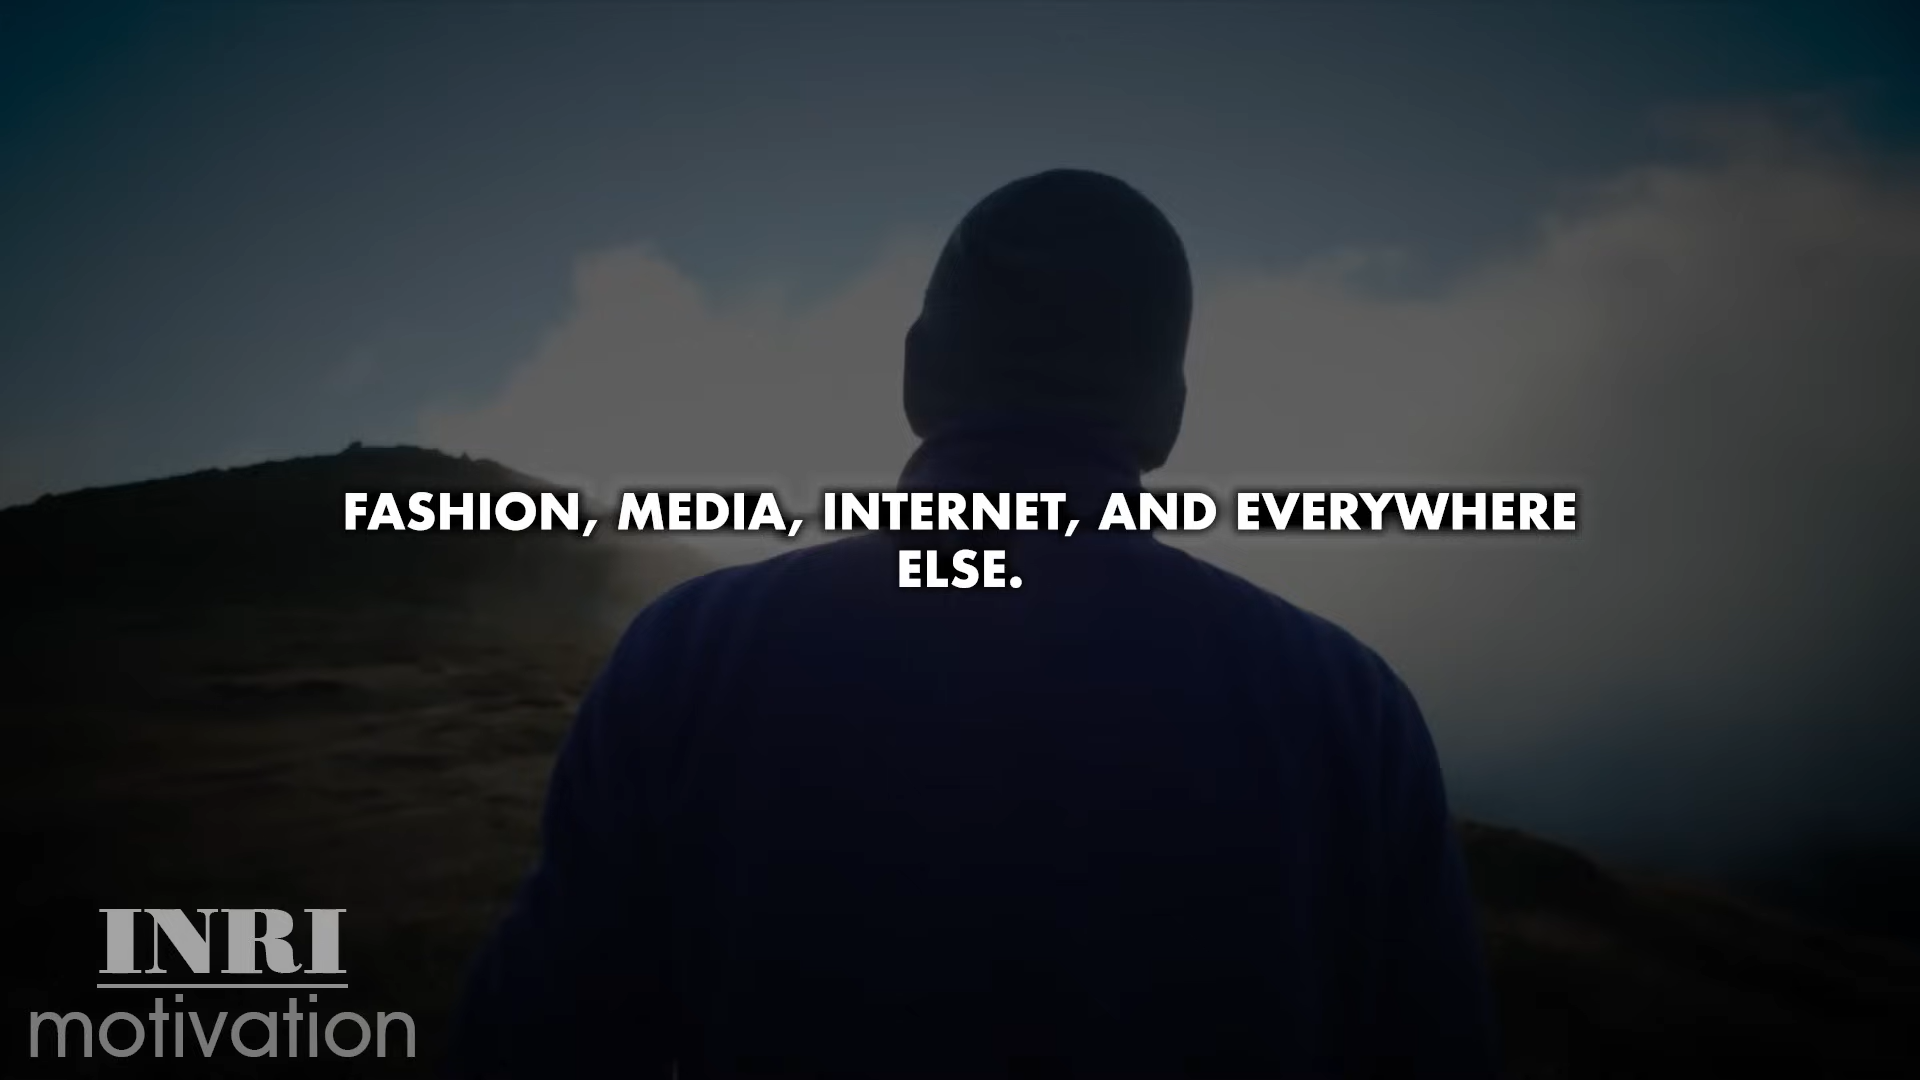 FASHION, MEDIA, INTERNET, AND EVERYWHERE
ELSE.
INRI
motivation